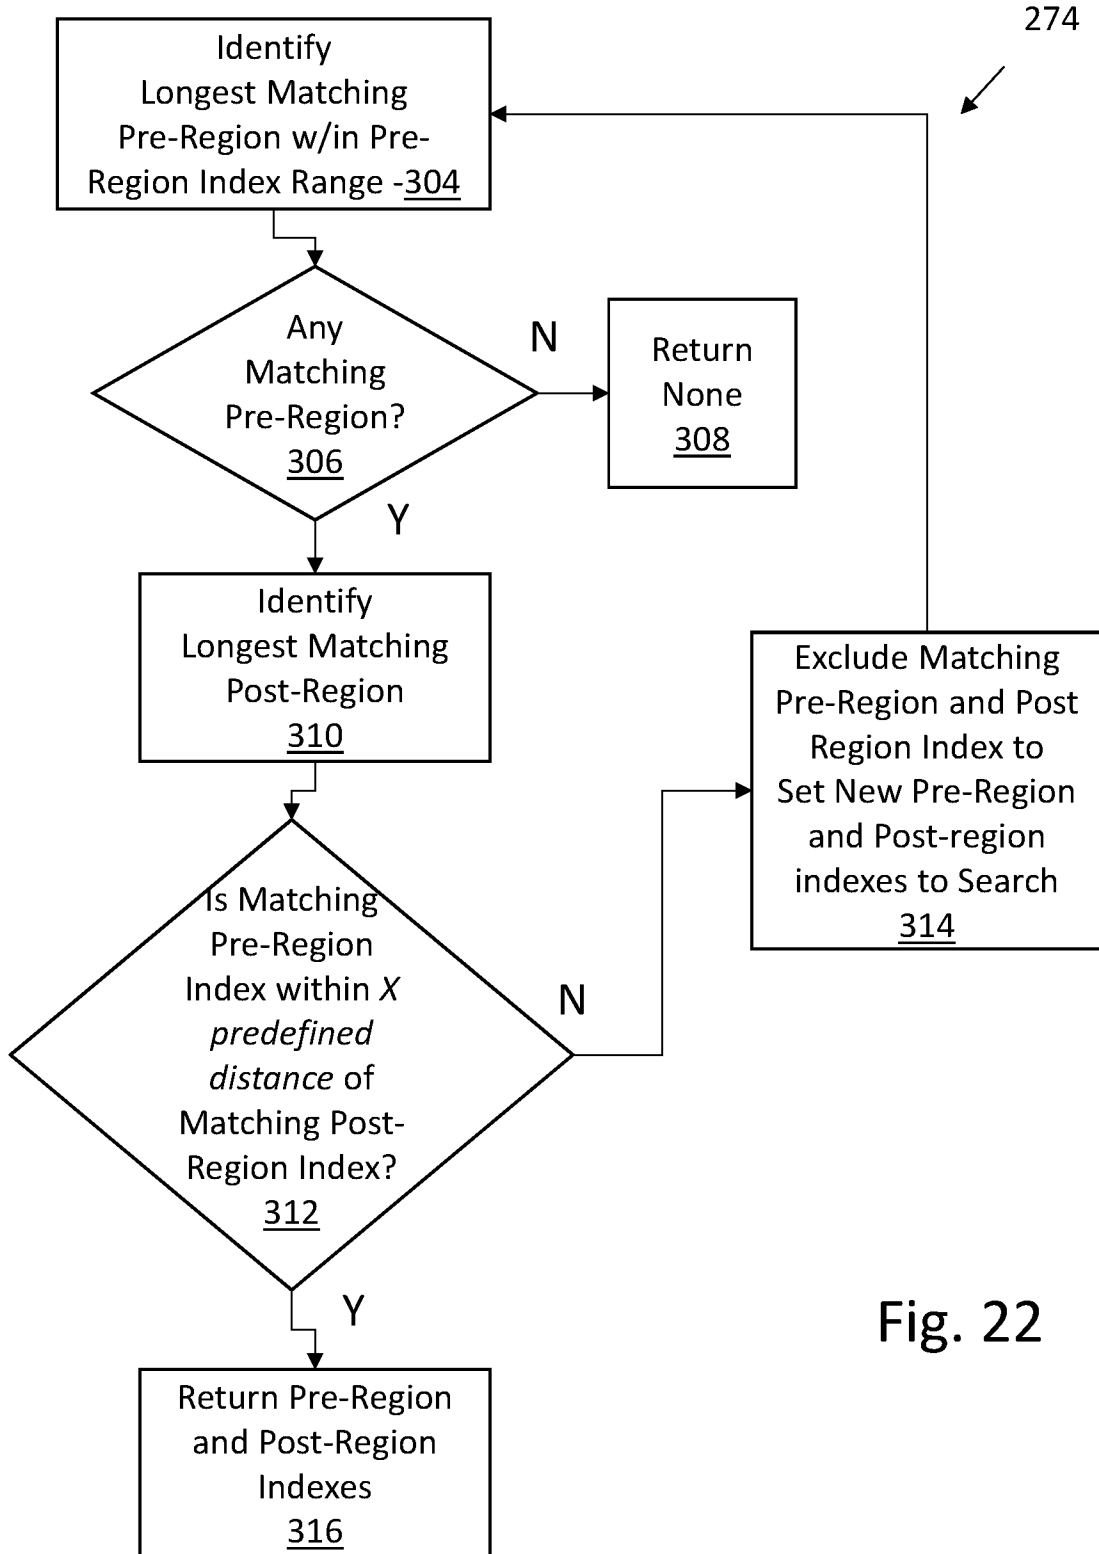 274
Identify
Longest Matching
Pre-Region w/in Pre-
Region Index Range -304
Any
Matching
Pre-Region?
306
N
Return
None
308
Y
Identify
Longest Matching
Post-Region
310
Exclude Matching
Pre-Region and Post
Region Index to
Set New Pre-Region
and Post-region
indexes to Search
314
Is Matching
Pre-Region
Index within X
predefined
distance of
Matching Post-
Region Index?
312
N
Y
Return Pre-Region
and Post-Region
Indexes
316
Fig. 22